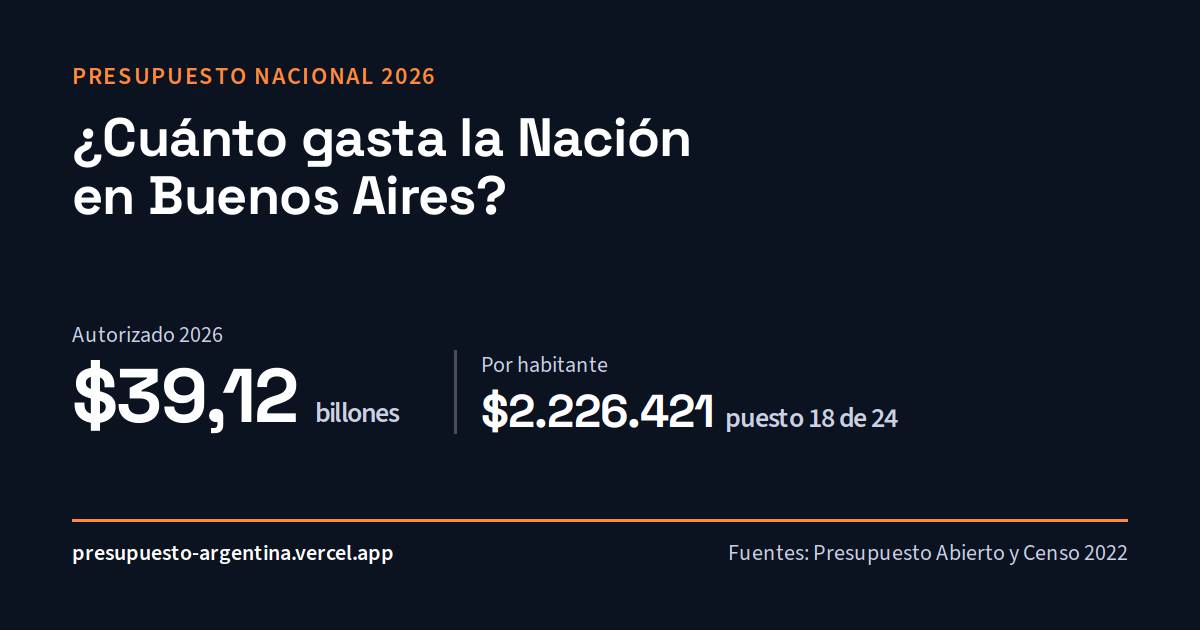 PRESUPUESTO NACIONAL 2026
¿Cuánto gasta la Nación
en Buenos Aires?
Autorizado 2026
$39,12 billones
Por habitante
$2.226.421 puesto 18 de 24
presupuesto-argentina.vercel.app
Fuentes: Presupuesto Abierto y Censo 2022